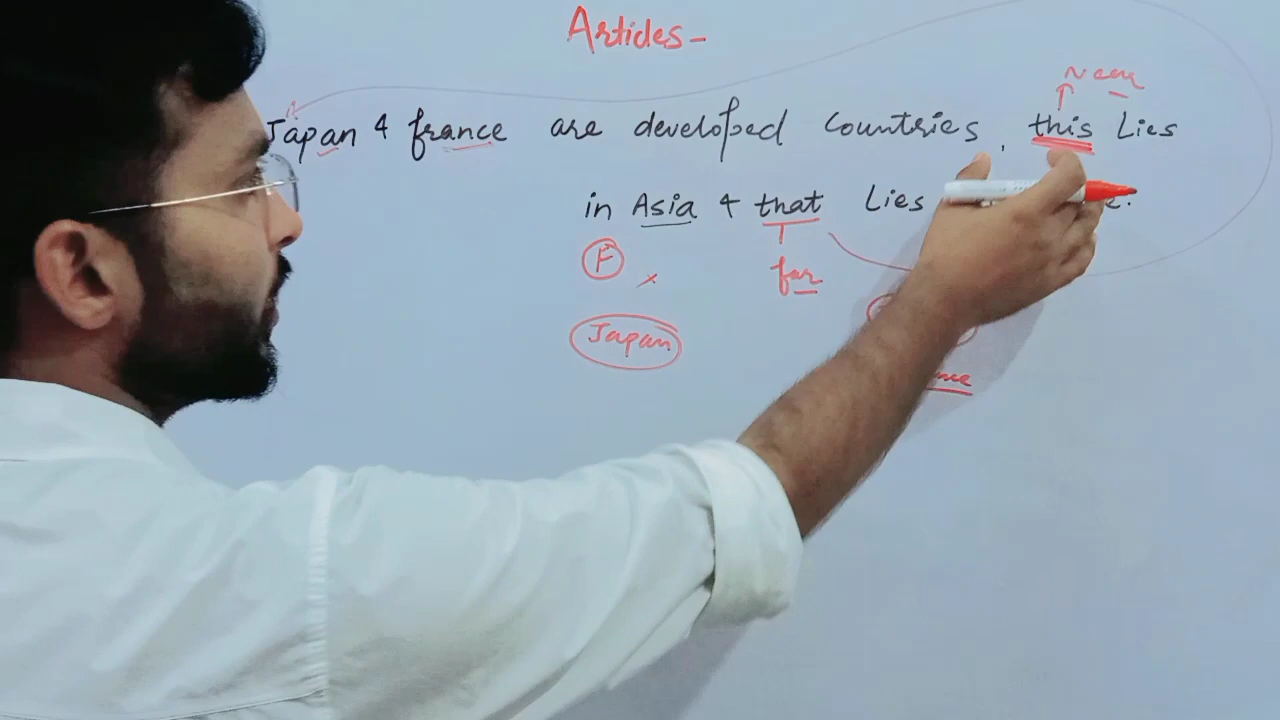 Articles-
Near
Japan & france are developed countries, this Lies
in Asia & that Lies
F
far
Japan